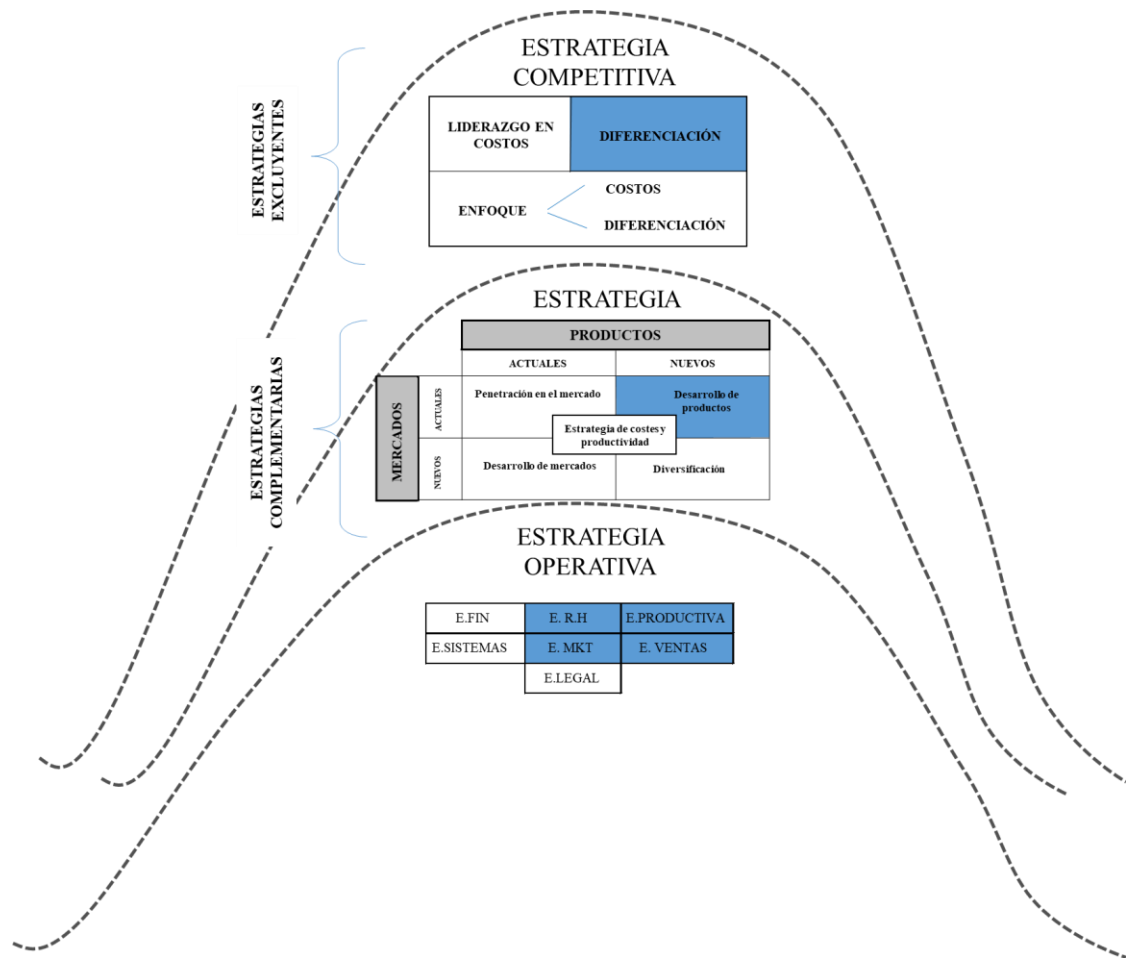 ESTRATEGIA
COMPETITIVA
ESTRATEGIAS
EXCLUYENTES
LIDERAZGO EN
COSTOS
DIFERENCIACIÓN
ENFOQUE
COSTOS
DIFERENCIACIÓN
ESTRATEGIA
ESTRATEGIAS
COMPLEMENTARIAS
PRODUCTOS
ACTUALES
NUEVOS
MERCADOS
ACTUALES
Penetración en el mercado
Desarrollo de
productos
Estrategia de costes y
productividad
NUEVOS
Desarrollo de mercados
Diversificación
ESTRATEGIA
OPERATIVA
E.FIN
E. R.H
E.PRODUCTIVA
E.SISTEMAS
E. MKT
E. VENTAS
E.LEGAL